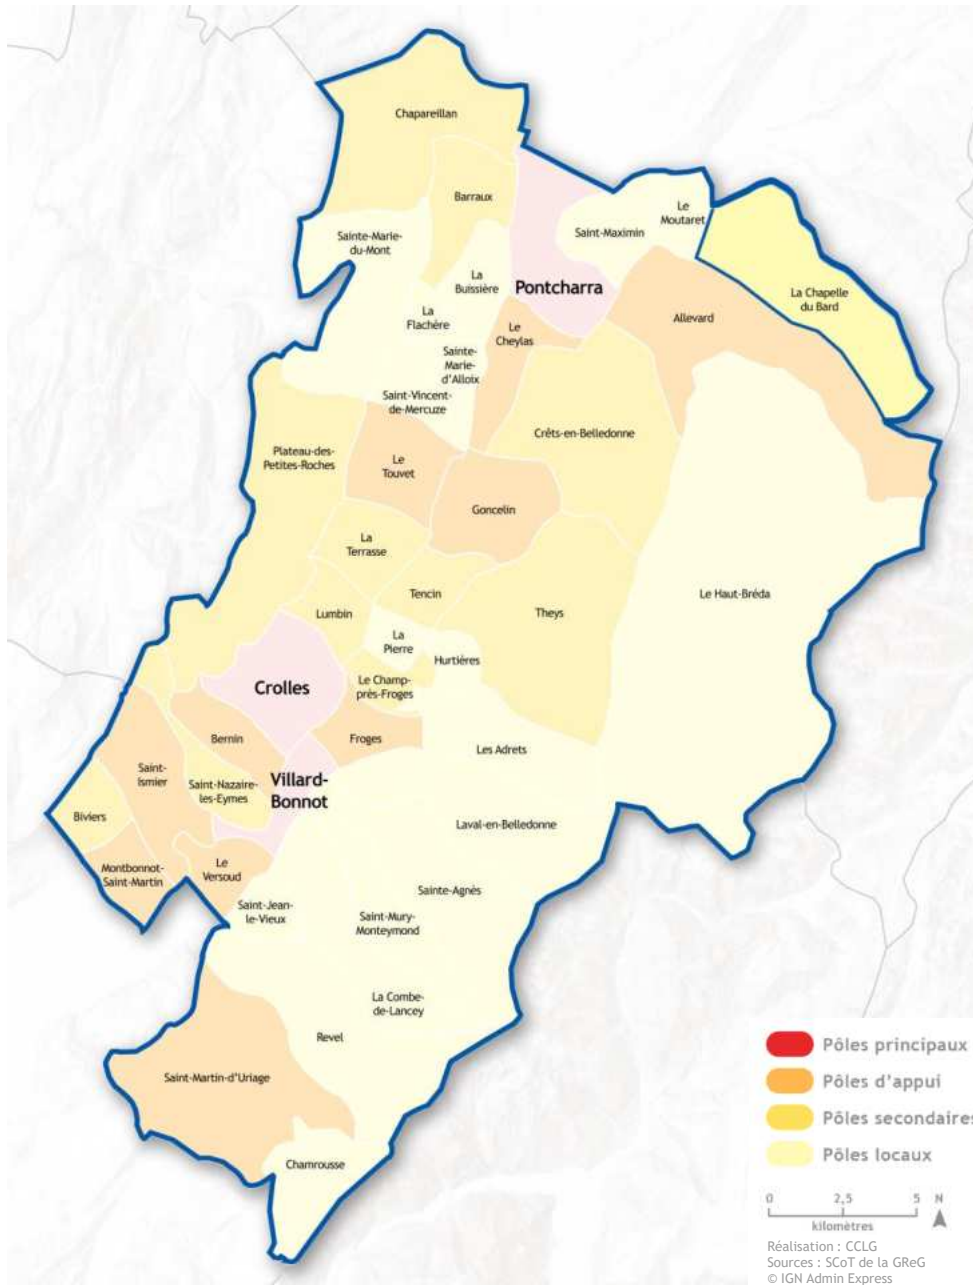 Chapareillan
Barraux
Le
Moutaret
Saint-Maximin
Sainte-Marie-
du-Mont
La
Buissière
Pontcharra
La Chapelle
du Bard
La
Flachère
Allevard
Le
Cheylas
Sainte-
Marie-
d'Alloix
Saint-Vincent-
de-Mercuze
Crêts-en-Belledonne
Plateau-des-
Petites-Roches
Le
Touvet
Goncelin
La
Terrasse
Tencin
Le Haut-Bréda
Lumbin
Theys
La
Pierre
Hurtières
Crolles
Le Champ-
près-Froges
Bernin
Froges
Les Adrets
Saint-
Ismier
Saint-Nazaire-
les-Eymes
Villard-
Bonnot
Biviers
Laval-en-Belledonne
Montbonnot-
Saint-Martin
Le
Versoud
Sainte-Agnès
Saint-Jean-
le-Vieux
Saint-Mury-
Monteymond
La Combe-
de-Lancey
Revel
Saint-Martin-d'Uriage
Chamrousse
Pôles principaux
Pôles d'appui
Pôles secondaires
Pôles locaux
0 2,5 5 N
kilomètres
Réalisation : CCLG
Sources : SCoT de la GReG
© IGN Admin Express